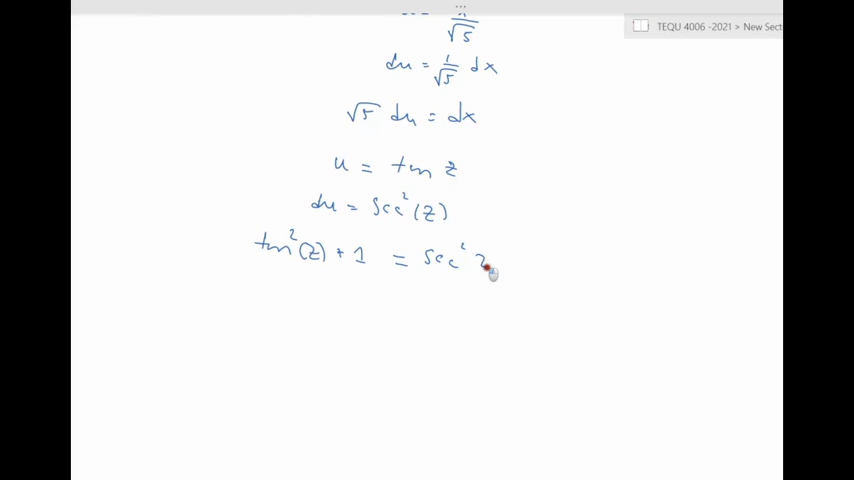 TEQU 4006 -2021 > New Sect
x/√5
du = 1/√5 dx
√5 du = dx
u = tan z
du = sec²(z)
tan²(z) + 1 = sec² z